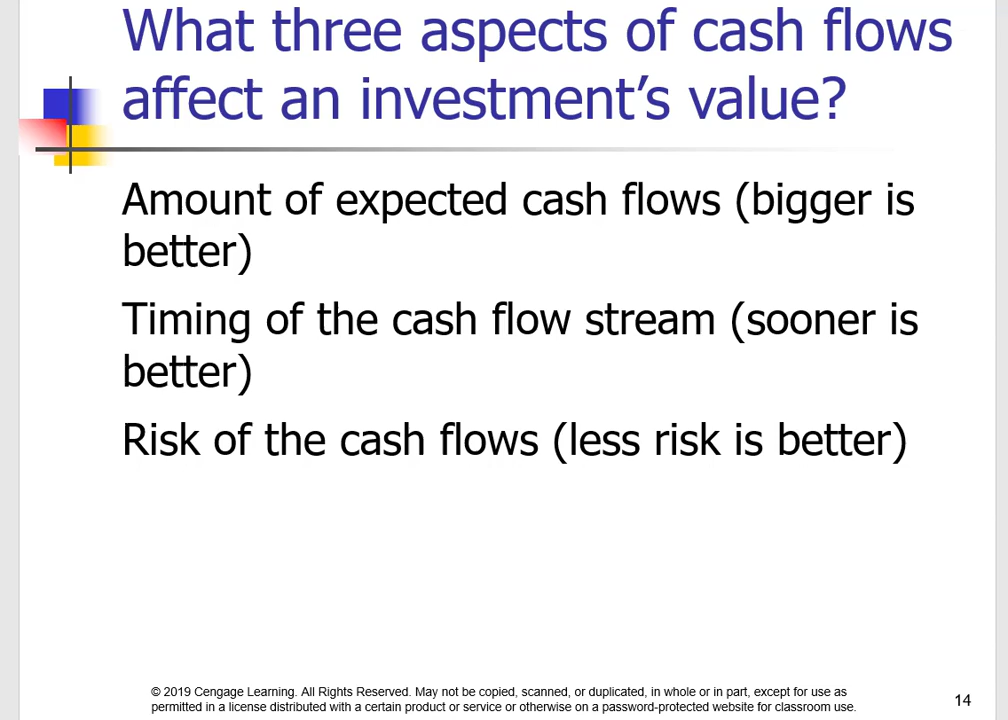 What three aspects of cash flows
affect an investment’s value?
Amount of expected cash flows (bigger is
better)
Timing of the cash flow stream (sooner is
better)
Risk of the cash flows (less risk is better)
© 2019 Cengage Learning. All Rights Reserved. May not be copied, scanned, or duplicated, in whole or in part, except for use as
permitted in a license distributed with a certain product or service or otherwise on a password-protected website for classroom use.
14